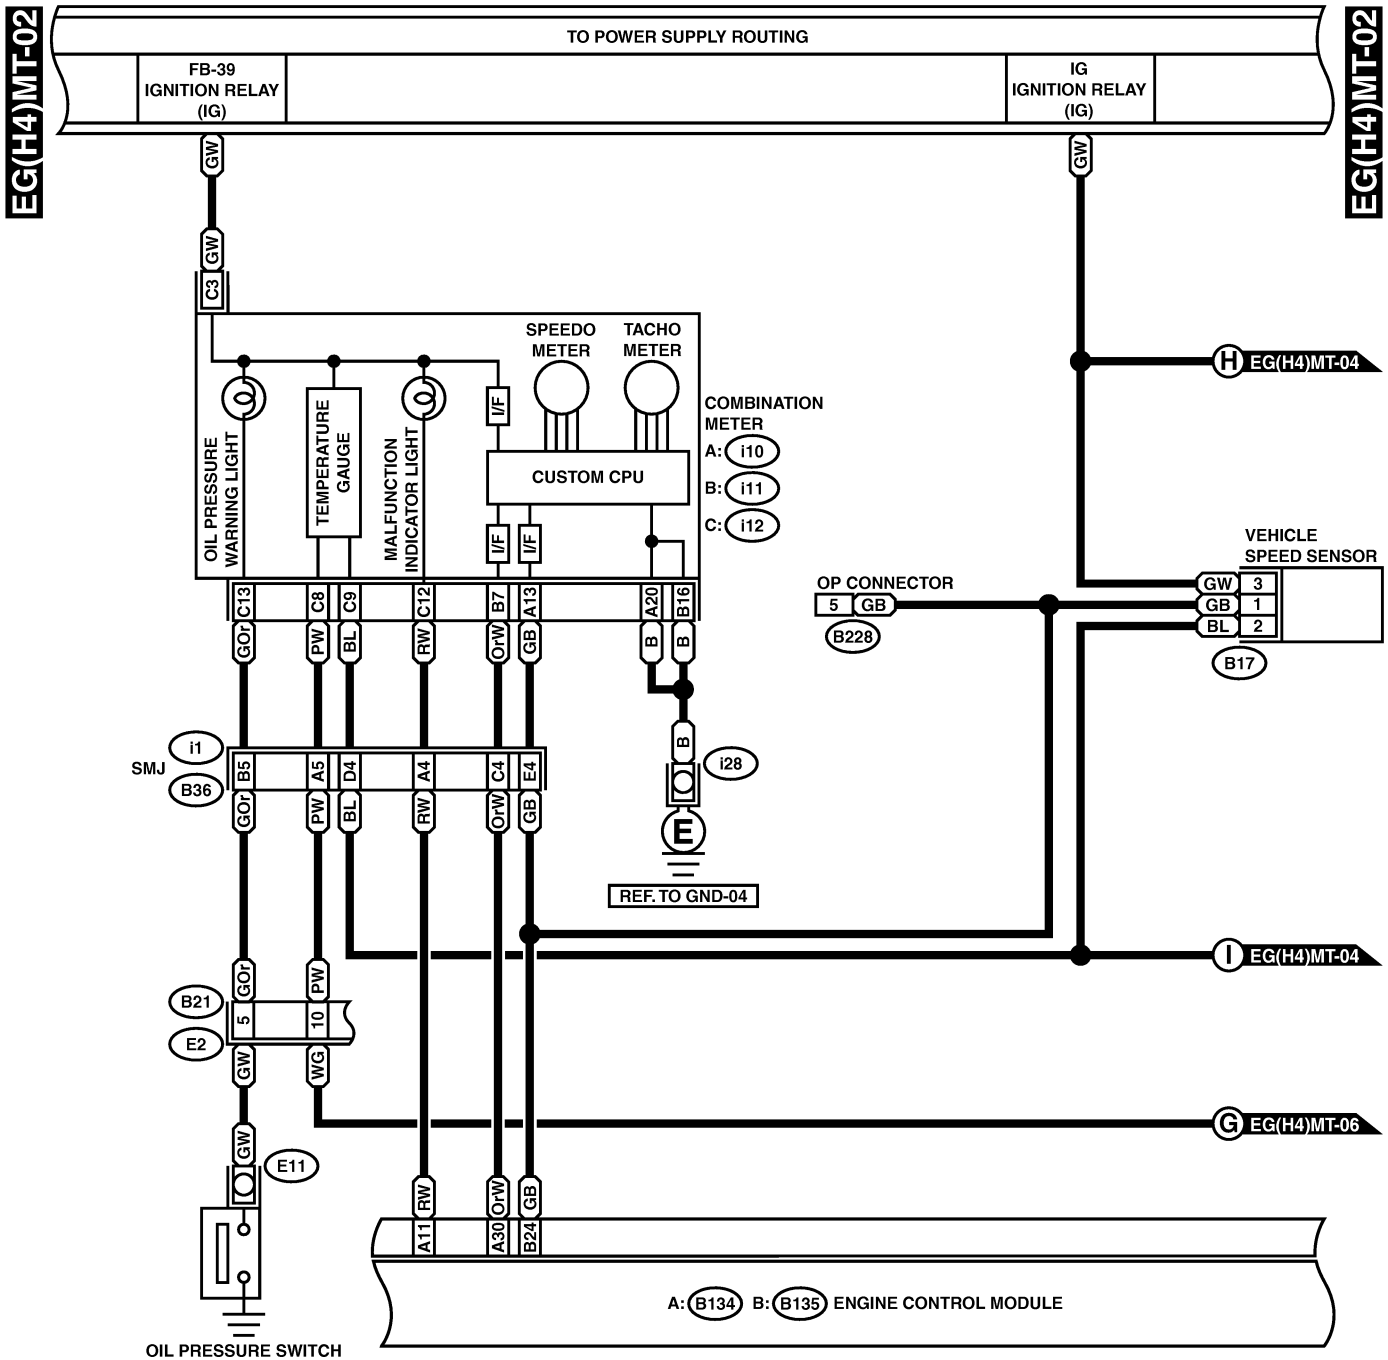 EG(H4)MT-02
EG(H4)MT-02
TO POWER SUPPLY ROUTING
FB-39
IGNITION RELAY
(IG)
IG
IGNITION RELAY
(IG)
GW
GW
GW
C3
SPEEDO
METER
TACHO
METER
H
EG(H4)MT-04
I/F
OIL PRESSURE
WARNING LIGHT
TEMPERATURE
GAUGE
MALFUNCTION
INDICATOR LIGHT
CUSTOM CPU
I/F
I/F
COMBINATION
METER
A: i10
B: i11
C: i12
VEHICLE
SPEED SENSOR
OP CONNECTOR
5 GB
B228
GW 3
GB 1
BL 2
B17
C13 C8 C9 C12 B7 A13 A20 B16
GOr PW BL RW OrW GB B B
i1
SMJ
B36
B5 A5 D4 A4 C4 E4
GOr PW BL RW OrW GB
B
i28
E
REF. TO GND-04
I
EG(H4)MT-04
GOr PW
B21
E2
5 10
GW WG
G
EG(H4)MT-06
GW
E11
RW OrW GB
A11 A30 B24
A: B134 B: B135 ENGINE CONTROL MODULE
OIL PRESSURE SWITCH